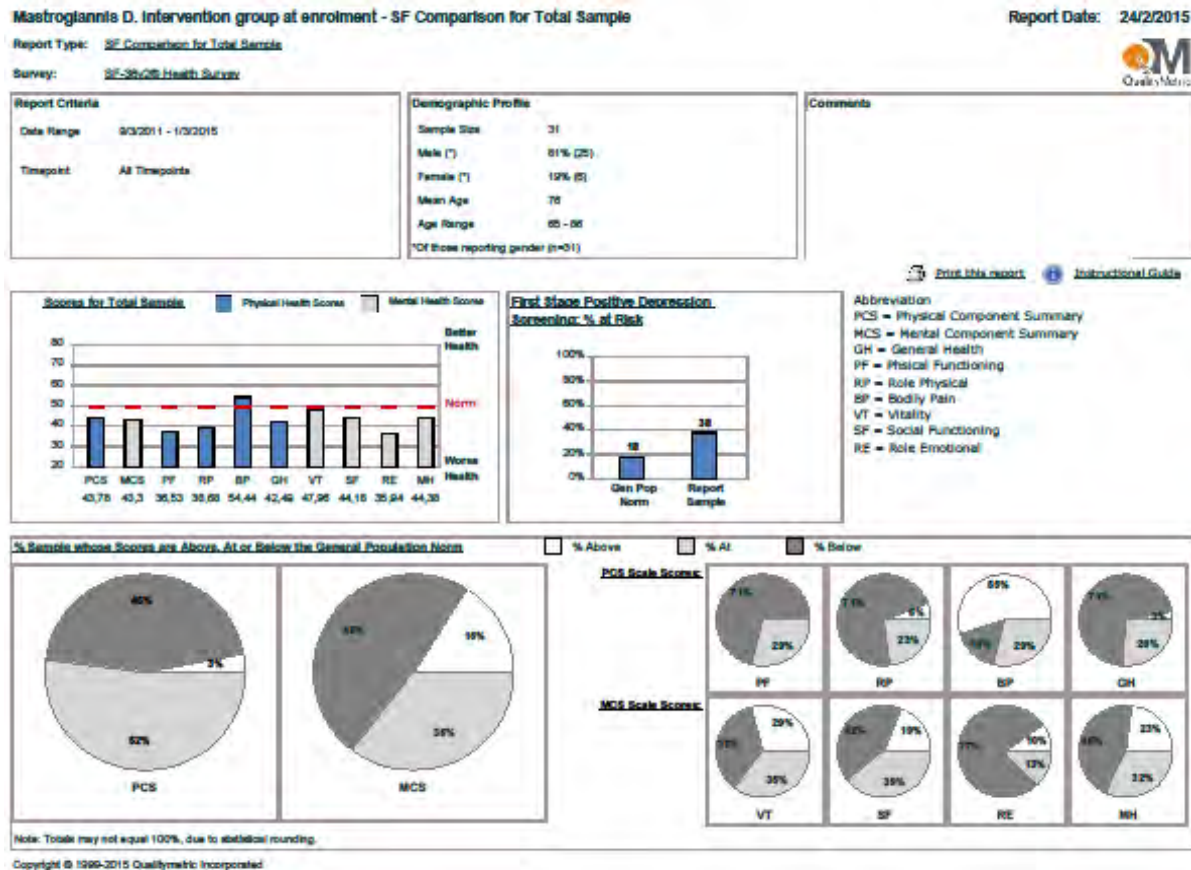 Mastrogiannis D. Intervention group at enrolment - SF Comparison for Total Sample
Report Date: 24/2/2015
Report Type: SF Comparison for Total Sample
Survey: SF-36v2® Health Survey
QM
QualityMetric
Report Criteria
Date Range 9/3/2011 - 1/3/2015
Timepoint All Timepoints
Demographic Profile
Sample Size 31
Male (*) 81% (25)
Female (*) 19% (6)
Mean Age 76
Age Range
*Of those reporting gender (n=31)
Comments
Print this report
Instructional Guide
Scores for Total Sample
Physical Health Scores
Mental Health Scores
Better Health
80
70
60
50
40
30
20
Norm
Worse Health
PCS MCS PF RP BP GH VT SF RE MH
43,78 43,3 36,53 54,44 42,49 47,96 44,16 35,94 44,38
First Stage Positive Depression
Screening: % at Risk
100%
80%
60%
40%
20%
0%
18
38
Gen Pop Norm
Report Sample
Abbreviation
PCS = Physical Component Summary
MCS = Mental Component Summary
GH = General Health
PF = Phsical Functioning
RP = Role Physical
BP = Bodily Pain
VT = Vitality
SF = Social Functioning
RE = Role Emotional
% Sample whose Scores are Above, At or Below the General Population Norm
% Above
% At
% Below
3%
52%
PCS
16%
MCS
PCS Scale Scores:
71%
29%
PF
71%
6%
23%
RP
55%
29%
BP
71%
3%
26%
GH
MCS Scale Scores:
29%
35%
VT
19%
39%
SF
77%
10%
13%
RE
23%
32%
MH
Note: Totals may not equal 100%, due to statistical rounding.
Copyright © 1999-2015 Qualitymetric Incorporated